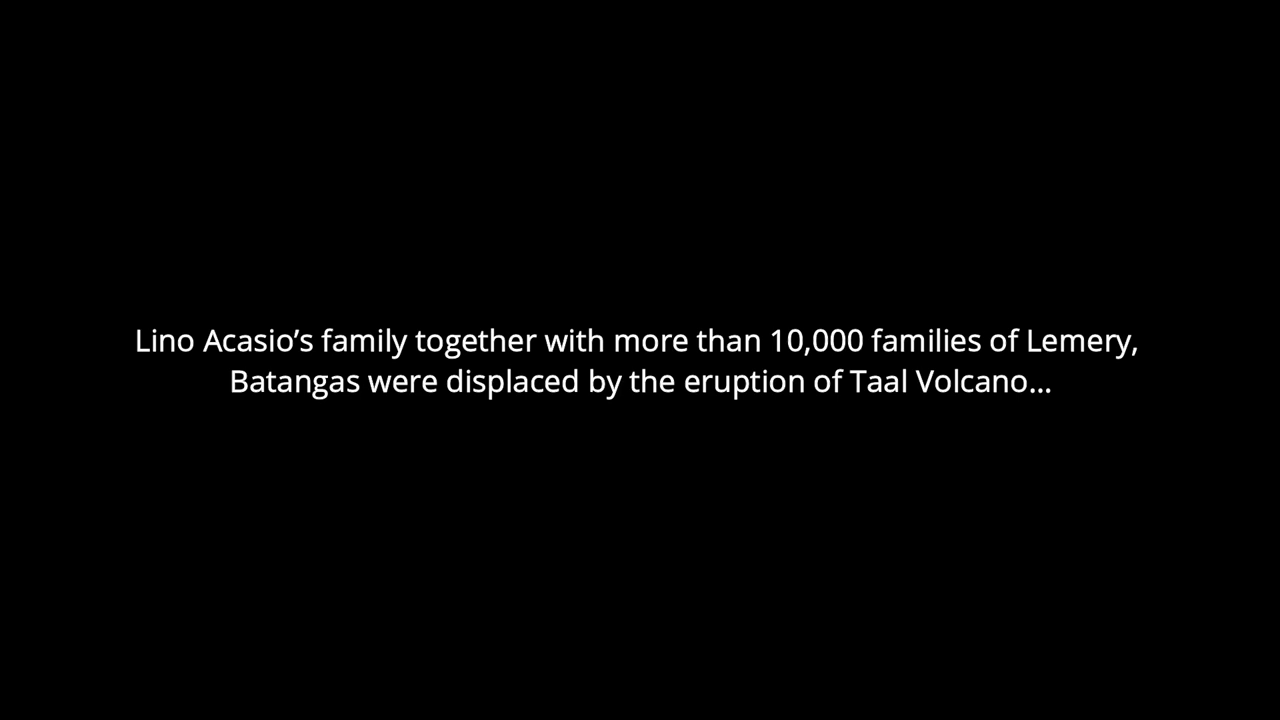 Lino Acasio’s family together with more than 10,000 families of Lemery,
Batangas were displaced by the eruption of Taal Volcano...